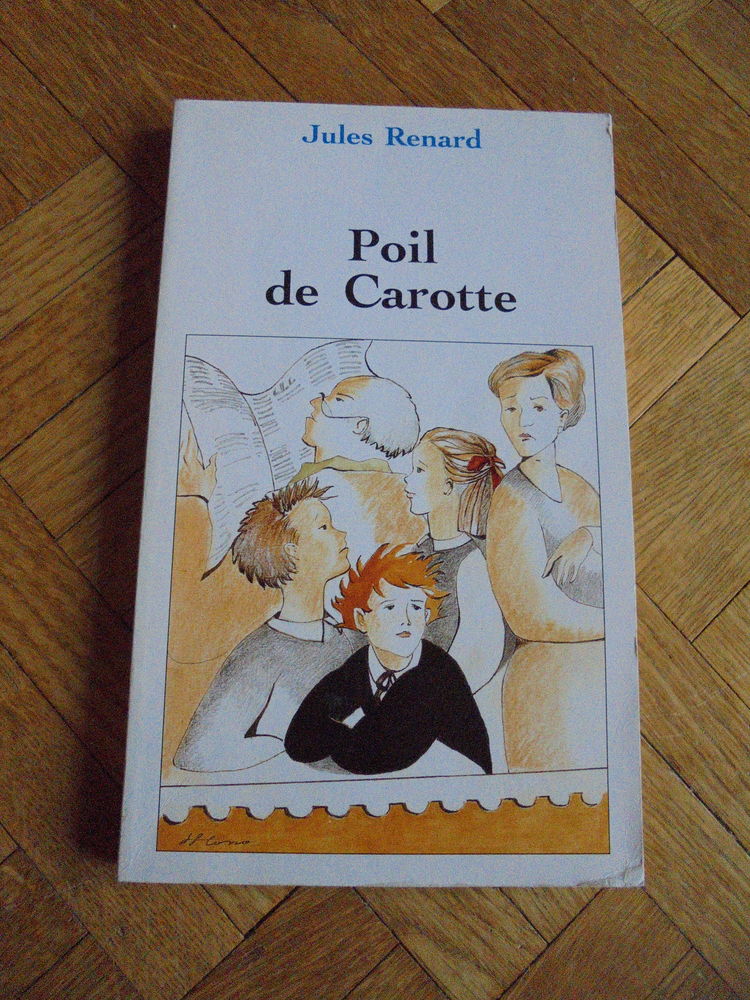 Jules Renard
Poil
de Carotte